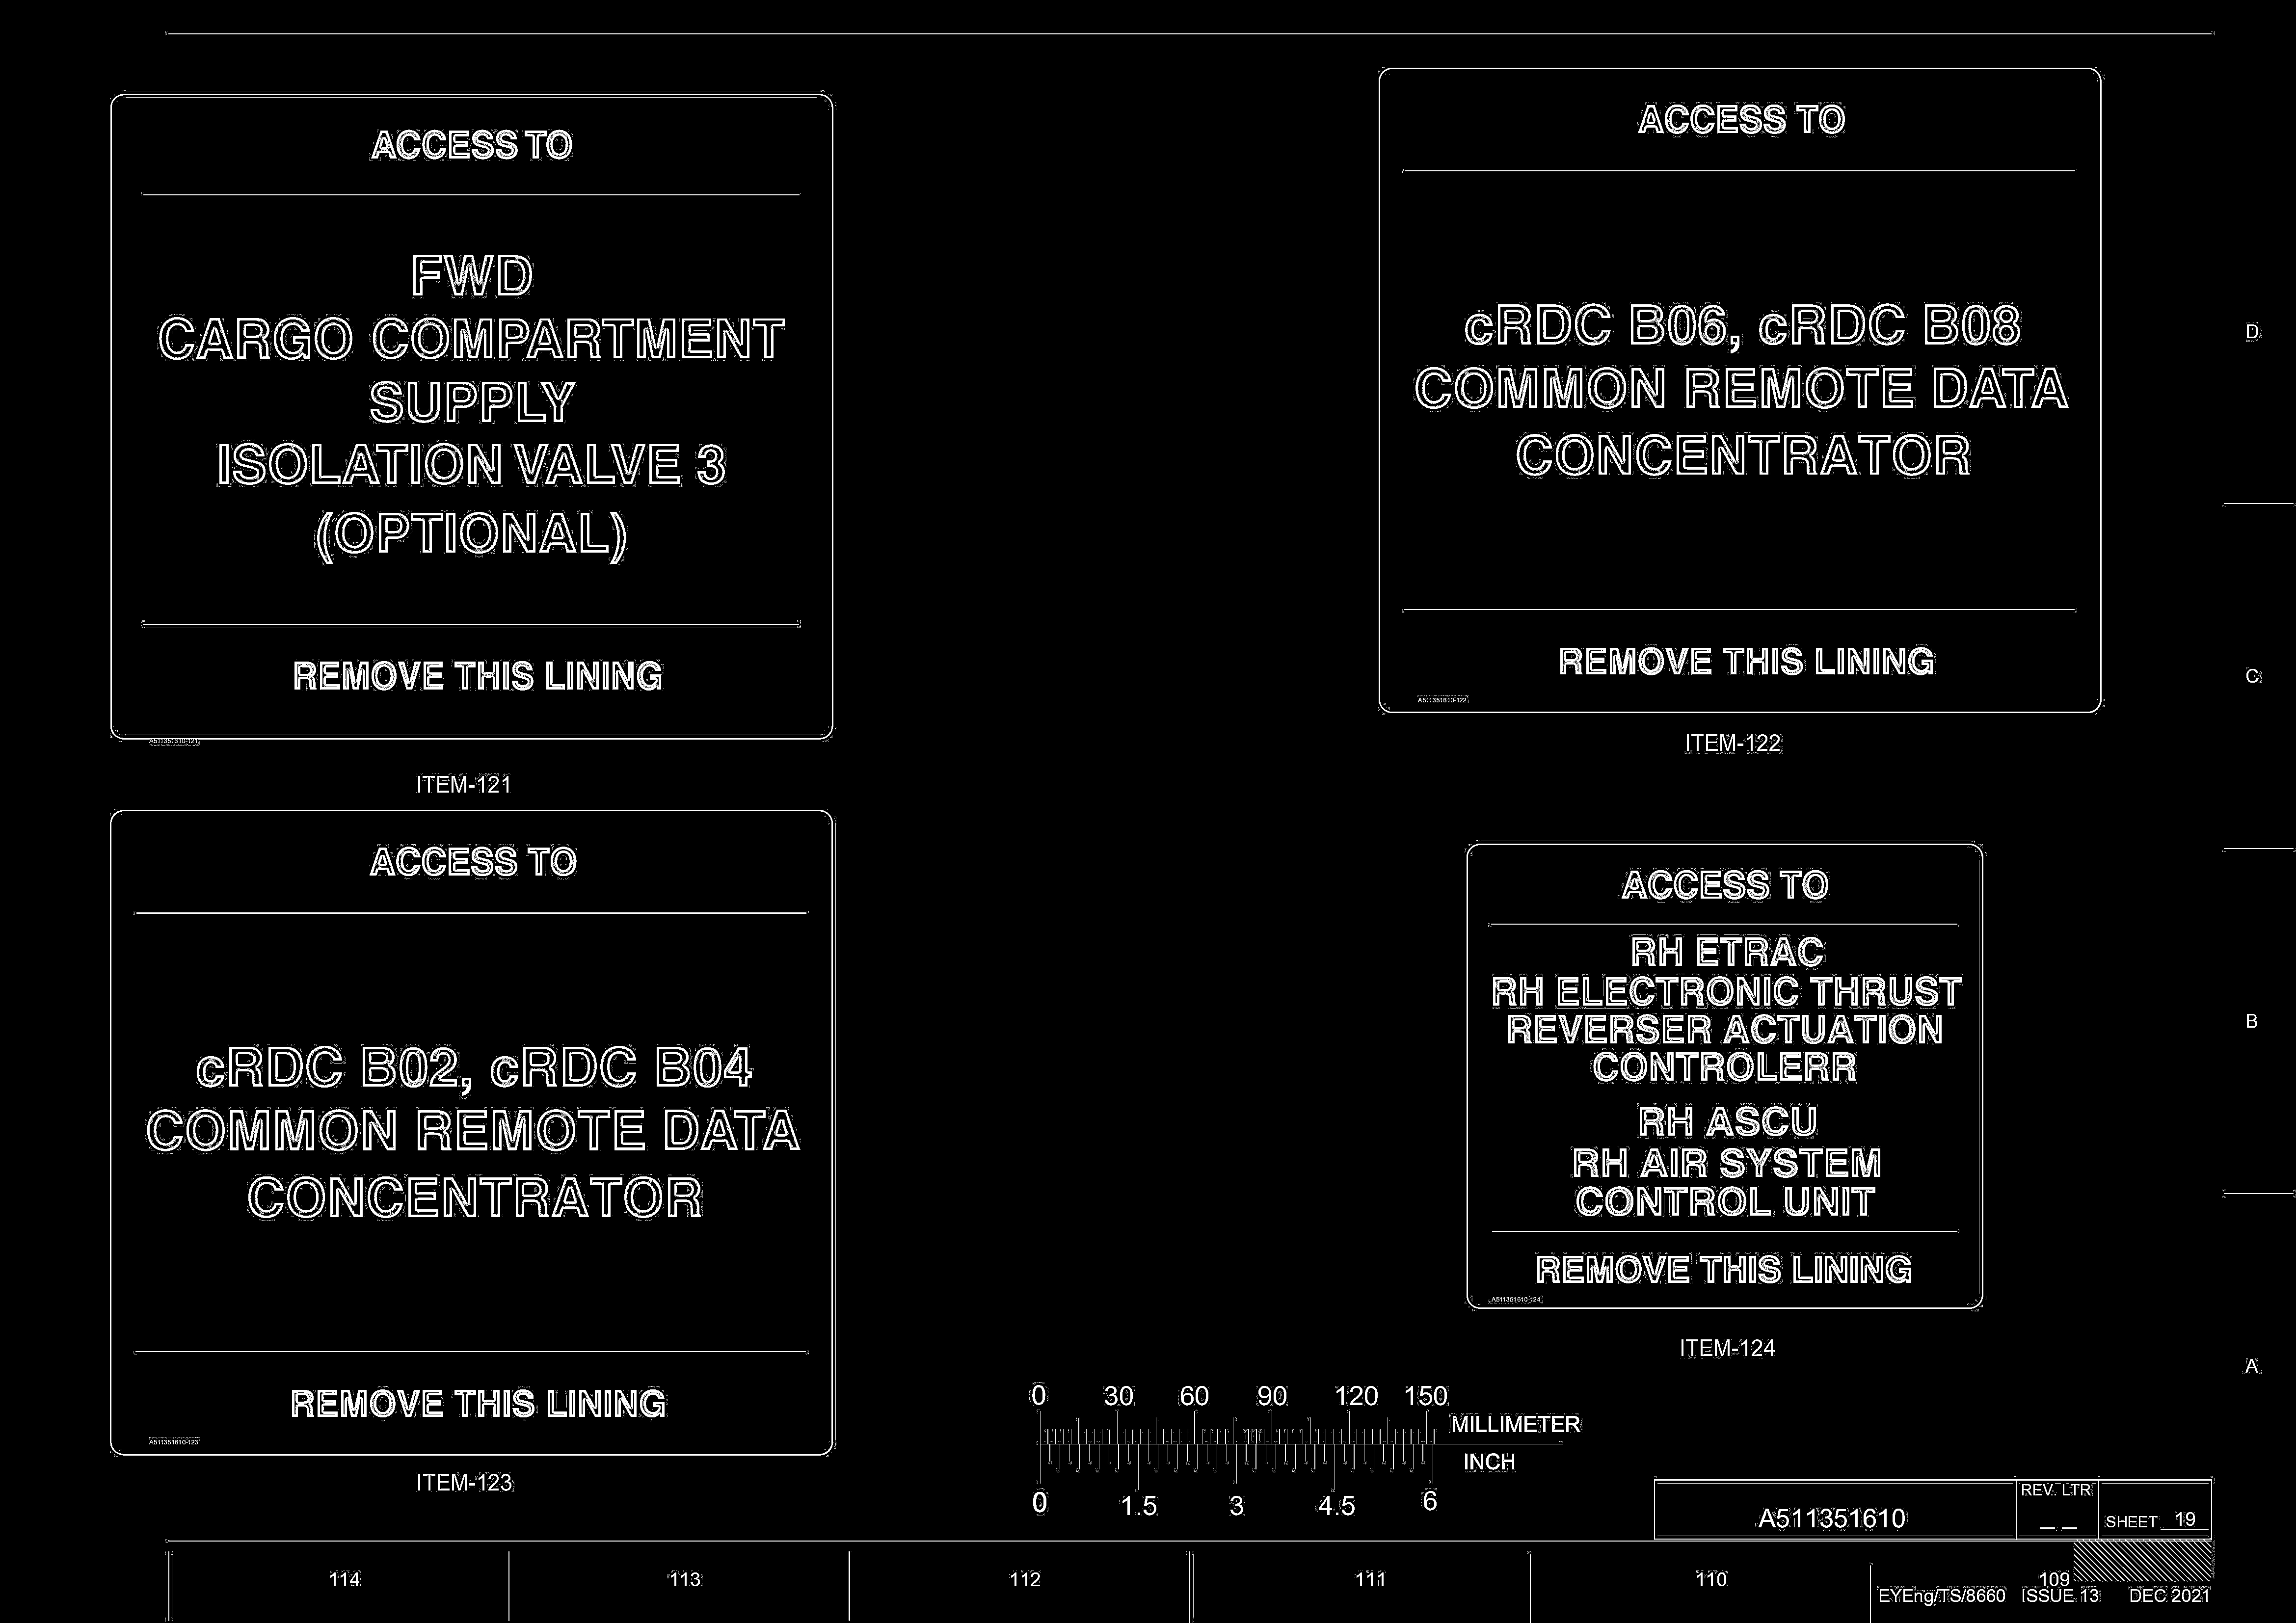 ACCESS TO
FWD
CARGO COMPARTMENT
SUPPLY
ISOLATION VALVE 3
(OPTIONAL)
REMOVE THIS LINING
A511351610-121
ITEM-121
ACCESS TO
cRDC B06, cRDC B08
COMMON REMOTE DATA
CONCENTRATOR
REMOVE THIS LINING
A511351610-122
ITEM-122
ACCESS TO
cRDC B02, cRDC B04
COMMON REMOTE DATA
CONCENTRATOR
REMOVE THIS LINING
A511351610-123
ITEM-123
ACCESS TO
RH ETRAC
RH ELECTRONIC THRUST
REVERSER ACTUATION
CONTROLERR
RH ASCU
RH AIR SYSTEM
CONTROL UNIT
REMOVE THIS LINING
A511351610-124
ITEM-124
D
C
B
A
0 30 60 90 120 150
MILLIMETER
INCH
0 1.5 3 4.5 6
A511351610
REV. LTR
_ _
SHEET 19
114 113 112 111 110 109
EYEng/TS/8660 ISSUE 13 DEC 2021